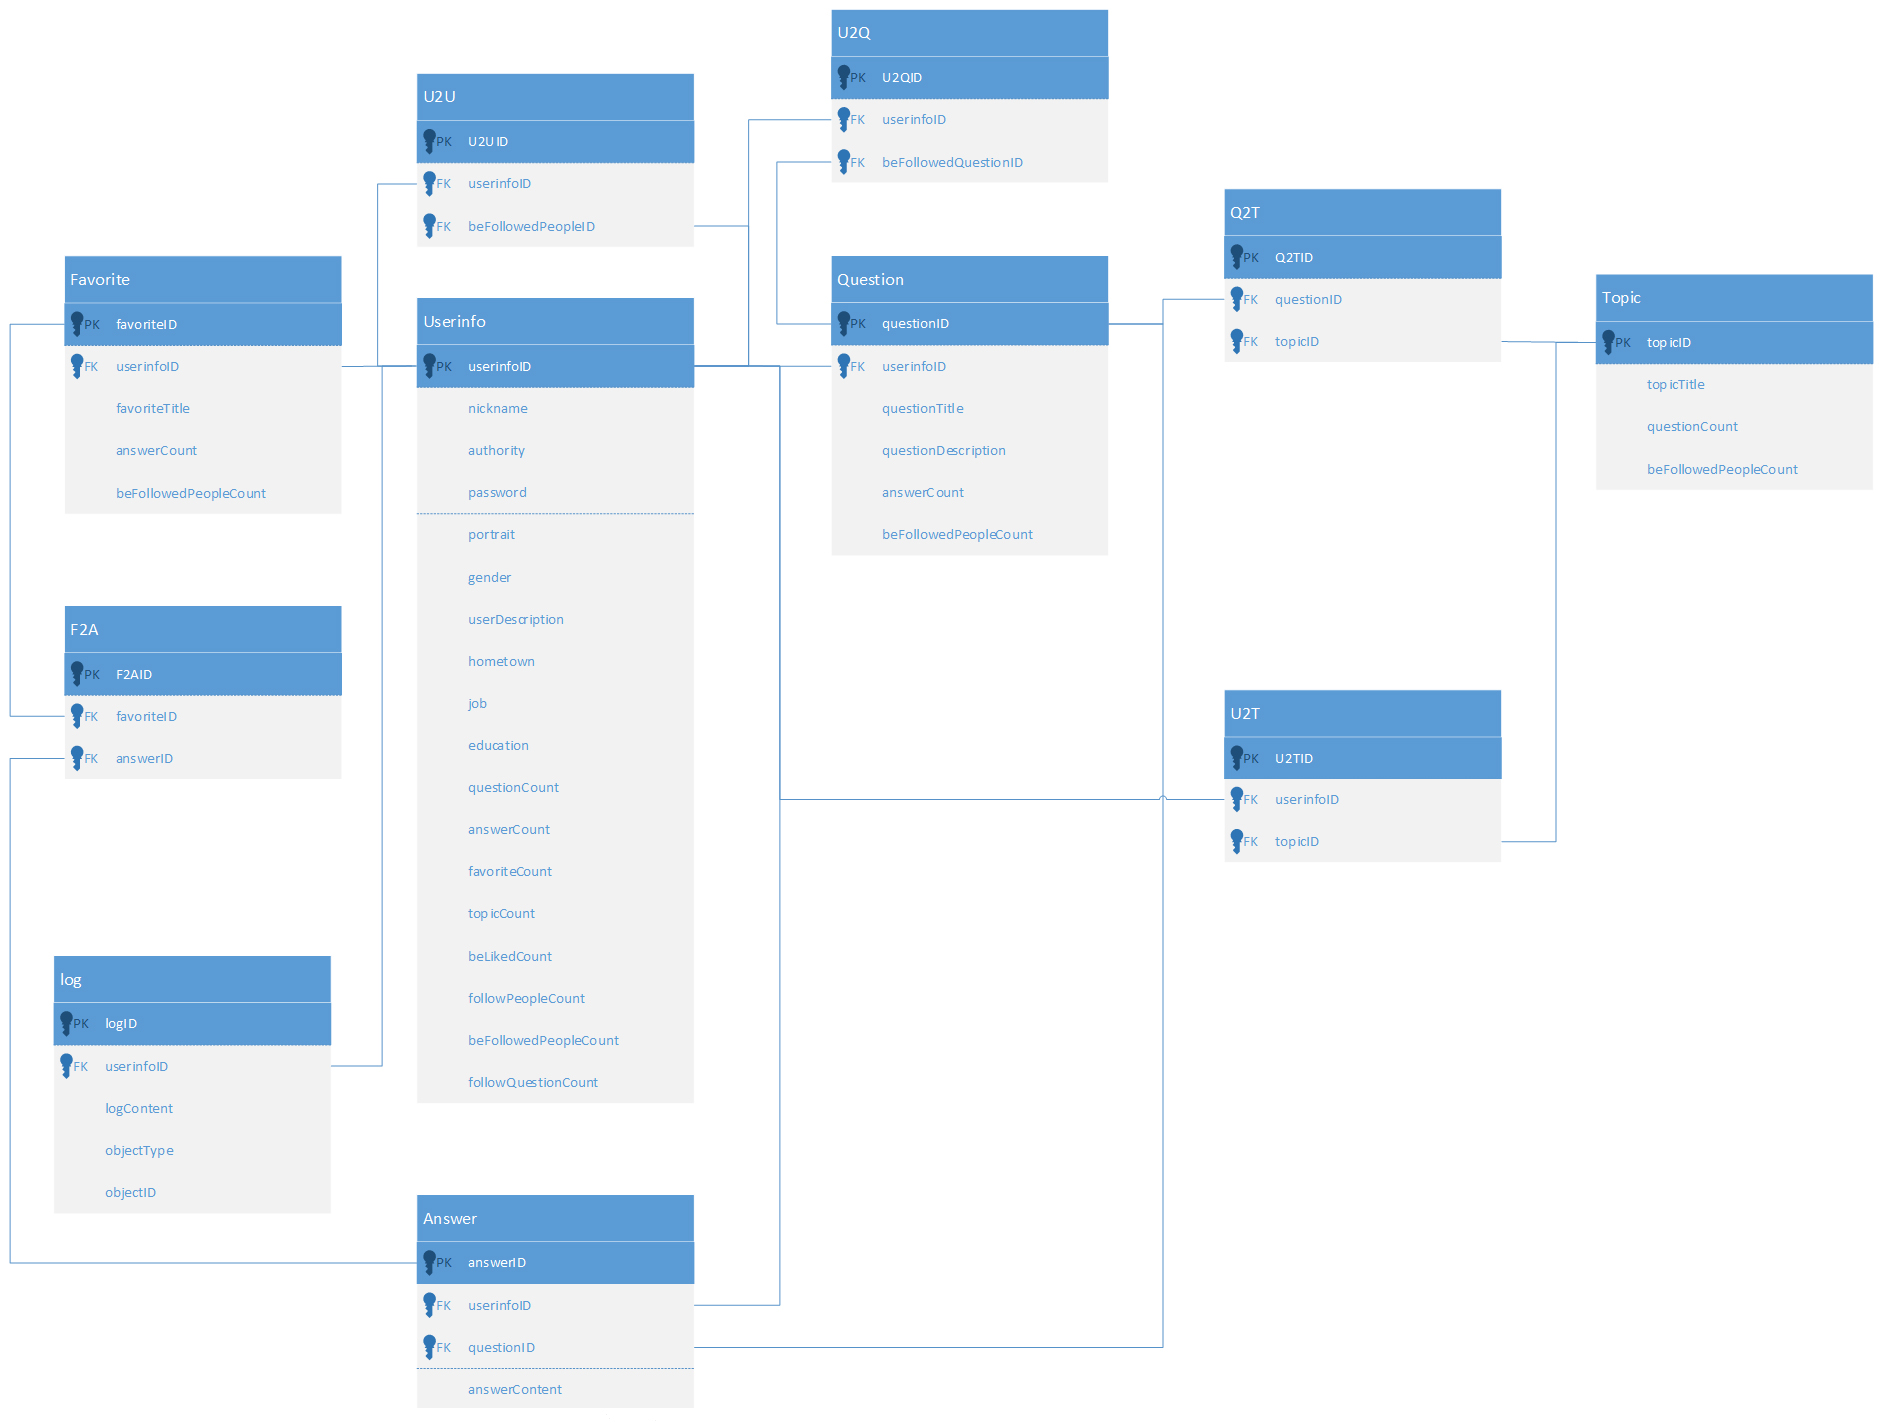 U2Q
PK U2QID
FK userinfoID
FK beFollowedQuestionID
U2U
PK U2UID
FK userinfoID
FK beFollowedPeopleID
Q2T
PK Q2TID
FK questionID
FK topicID
Favorite
PK favoriteID
FK userinfoID
favoriteTitle
answerCount
beFollowedPeopleCount
Userinfo
PK userinfoID
nickname
authority
password
portrait
gender
userDescription
hometown
job
education
questionCount
answerCount
favoriteCount
topicCount
beLikedCount
followPeopleCount
beFollowedPeopleCount
followQuestionCount
Question
PK questionID
FK userinfoID
questionTitle
questionDescription
answerCount
beFollowedPeopleCount
Topic
PK topicID
topicTitle
questionCount
beFollowedPeopleCount
F2A
PK F2AID
FK favoriteID
FK answerID
U2T
PK U2TID
FK userinfoID
FK topicID
log
PK logID
FK userinfoID
logContent
objectType
objectID
Answer
PK answerID
FK userinfoID
FK questionID
answerContent